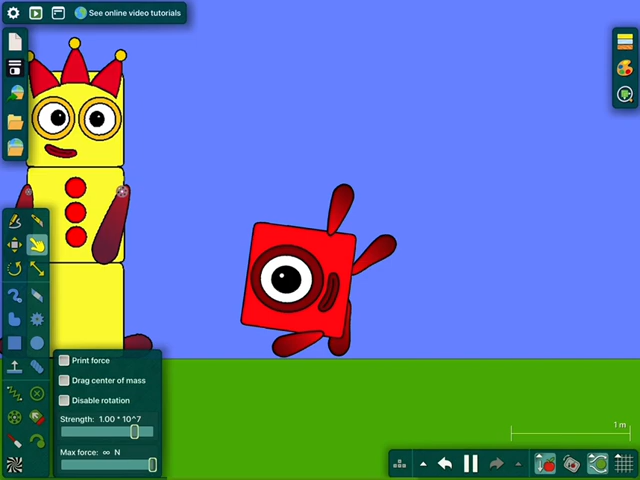 See online video tutorials
Print force
Drag center of mass
Disable rotation
Strength: 1.00 * 10^7
Max force: ∞ N
1 m